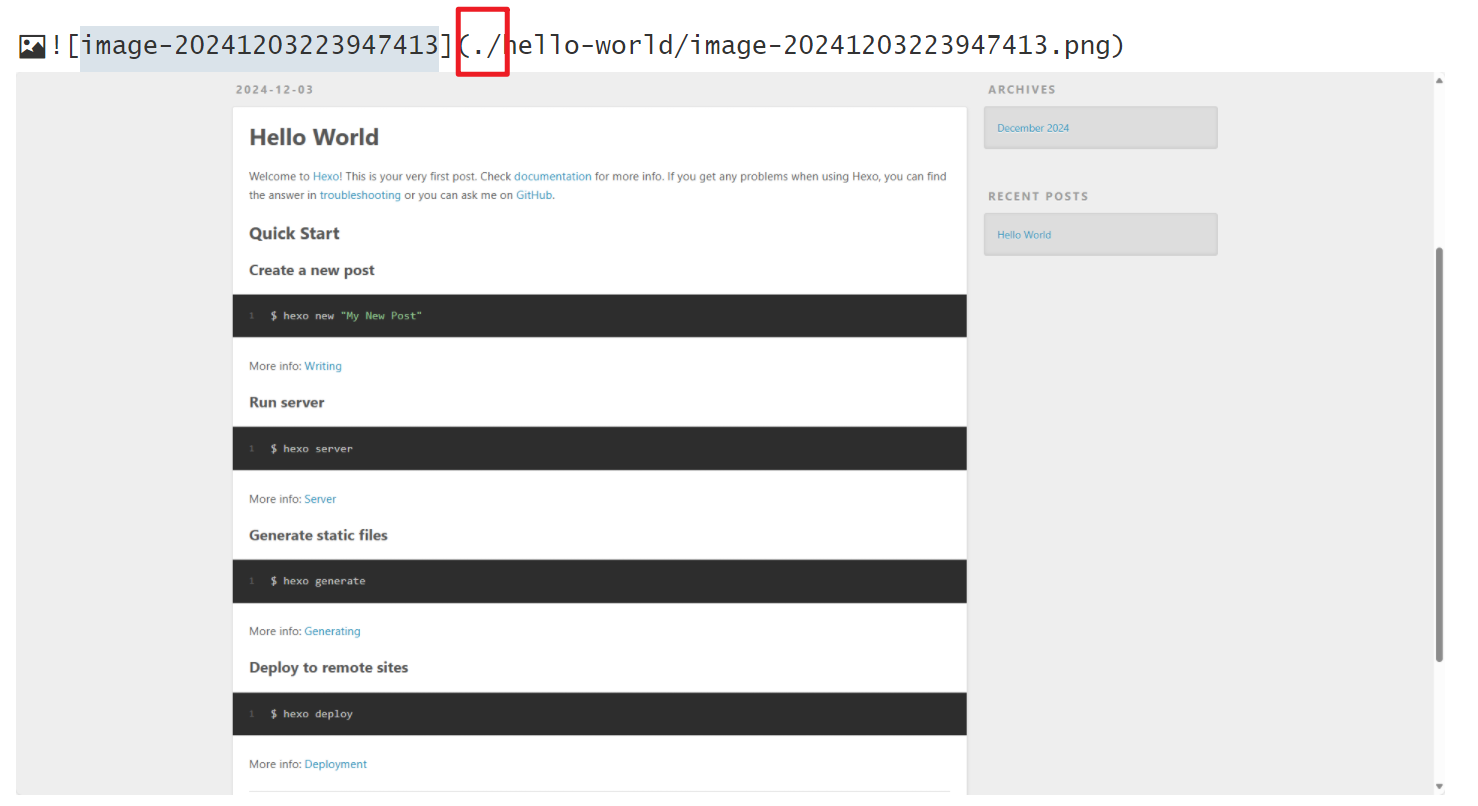 ![image-20241203223947413](./hello-world/image-20241203223947413.png)
2024-12-03
Hello World
Welcome to Hexo! This is your very first post. Check documentation for more info. If you get any problems when using Hexo, you can find
the answer in troubleshooting or you can ask me on GitHub.
Quick Start
Create a new post
1 $ hexo new "My New Post"
More info: Writing
Run server
1 $ hexo server
More info: Server
Generate static files
1 $ hexo generate
More info: Generating
Deploy to remote sites
1 $ hexo deploy
More info: Deployment
ARCHIVES
December 2024
RECENT POSTS
Hello World